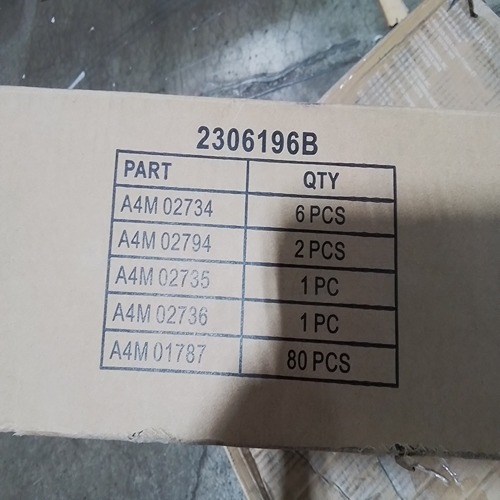 2306196B
PART QTY
A4M 02734 6 PCS
A4M 02794 2 PCS
A4M 02735 1 PC
A4M 02736 1 PC
A4M 01787 80 PCS